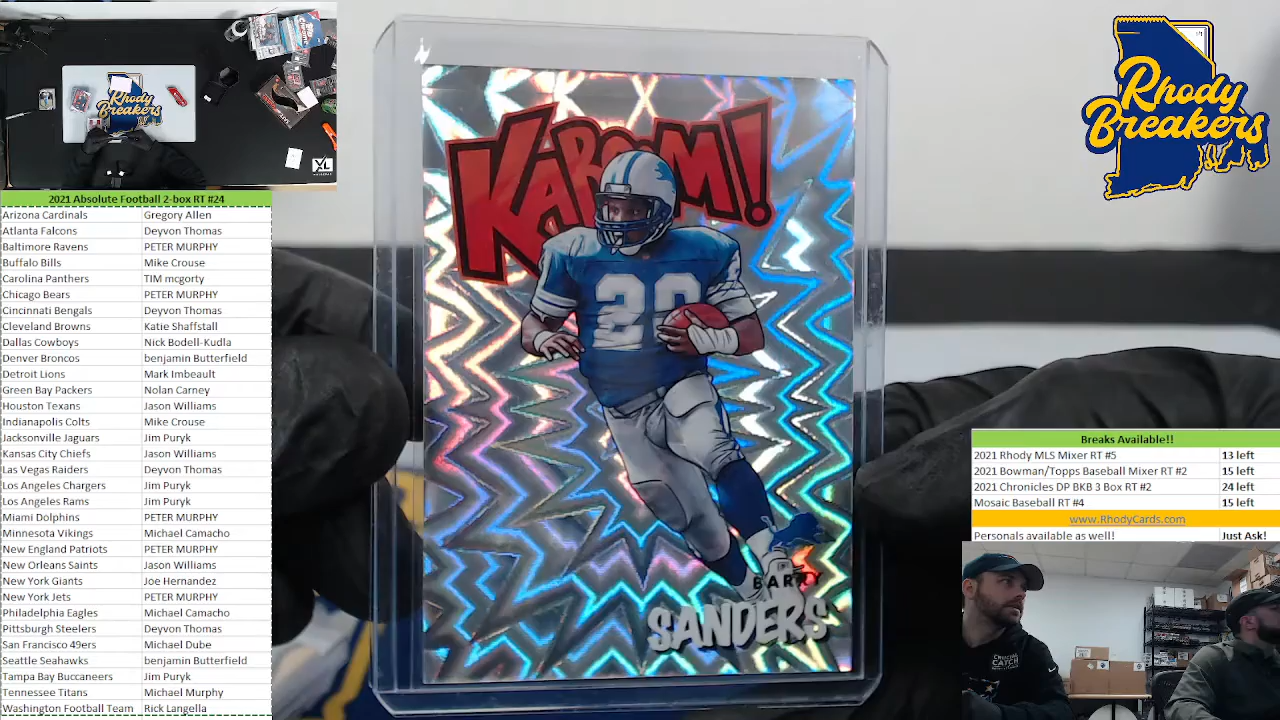 2021 Absolute Football 2-box RT #24
Arizona Cardinals Gregory Allen
Atlanta Falcons Deyvon Thomas
Baltimore Ravens PETER MURPHY
Buffalo Bills Mike Crouse
Carolina Panthers TIM mcgorty
Chicago Bears PETER MURPHY
Cincinnati Bengals Deyvon Thomas
Cleveland Browns Katie Shaffstall
Dallas Cowboys Nick Bodell-Kudla
Denver Broncos benjamin Butterfield
Detroit Lions Mark Imbeault
Green Bay Packers Nolan Carney
Houston Texans Jason Williams
Indianapolis Colts Mike Crouse
Jacksonville Jaguars Jim Puryk
Kansas City Chiefs Jason Williams
Las Vegas Raiders Deyvon Thomas
Los Angeles Chargers Jim Puryk
Los Angeles Rams Jim Puryk
Miami Dolphins PETER MURPHY
Minnesota Vikings Michael Camacho
New England Patriots PETER MURPHY
New Orleans Saints Jason Williams
New York Giants Joe Hernandez
New York Jets PETER MURPHY
Philadelphia Eagles Michael Camacho
Pittsburgh Steelers Deyvon Thomas
San Francisco 49ers Michael Dube
Seattle Seahawks benjamin Butterfield
Tampa Bay Buccaneers Jim Puryk
Tennessee Titans Michael Murphy
Washington Football Team Rick Langella
Rhody
Breakers
XL
KABOOM!
20
BARRY
SANDERS
Rhody
Breakers
Breaks Available!!
2021 Rhody MLS Mixer RT #5 13 left
2021 Bowman/Topps Baseball Mixer RT #2 15 left
2021 Chronicles DP BKB 3 Box RT #2 24 left
Mosaic Baseball RT #4 15 left
www.RhodyCards.com
Personals available as well! Just Ask!
CRUCIAL
CATCH